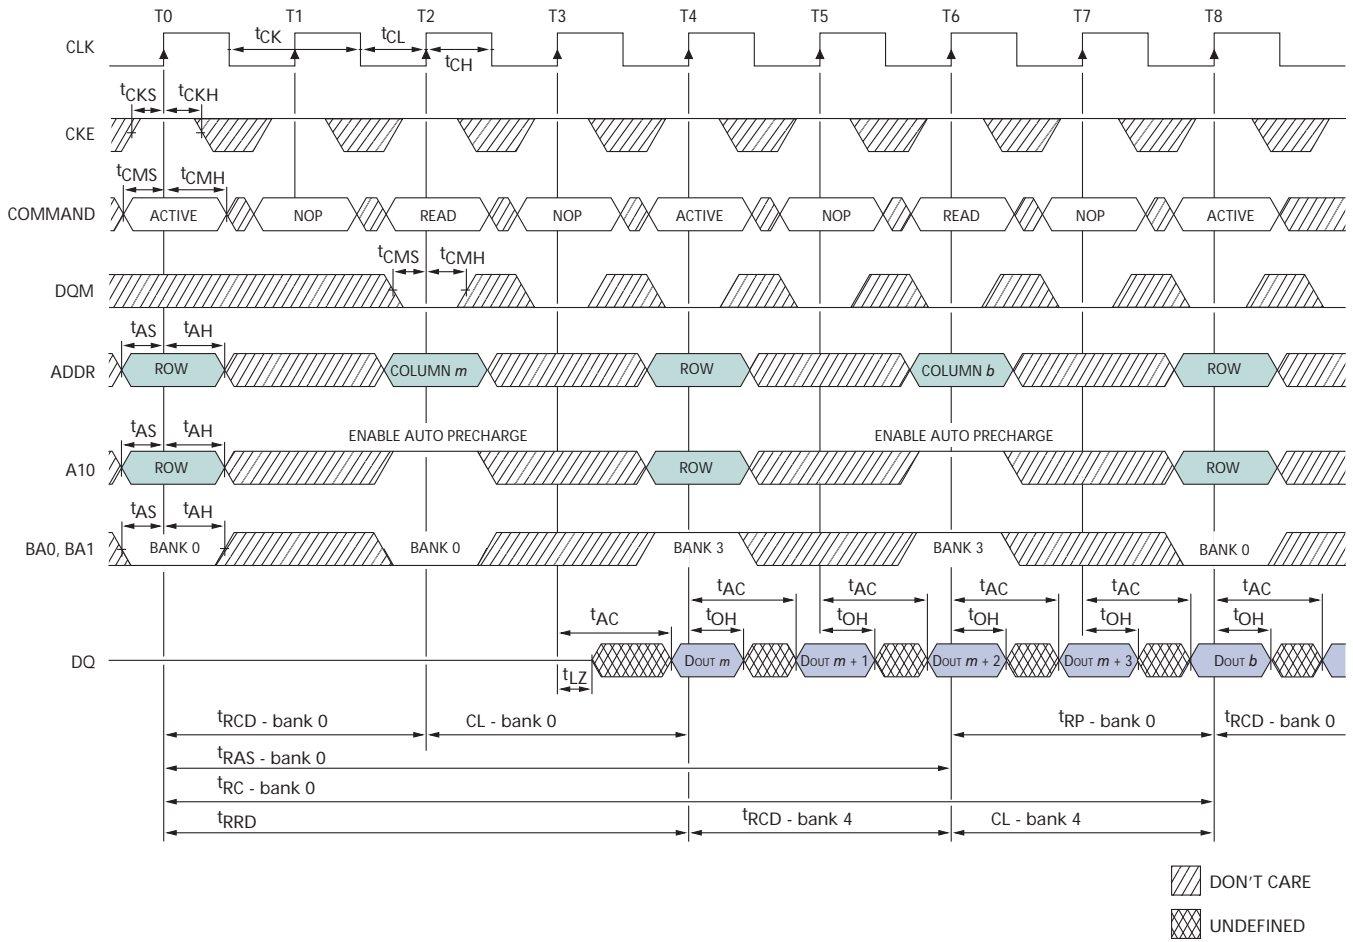 T0 T1 T2 T3 T4 T5 T6 T7 T8
CLK
tCK tCL
tCH
tCKS tCKH
CKE
tCMS tCMH
COMMAND ACTIVE NOP READ NOP ACTIVE NOP READ NOP ACTIVE
tCMS tCMH
DQM
tAS tAH
ADDR ROW COLUMN m ROW COLUMN b ROW
tAS tAH ENABLE AUTO PRECHARGE ENABLE AUTO PRECHARGE
A10 ROW ROW ROW
tAS tAH
BA0, BA1 BANK 0 BANK 0 BANK 3 BANK 3 BANK 0
tAC tAC tAC tAC tAC
tAC tOH tOH tOH tOH tOH
DQ DOUT m DOUT m + 1 DOUT m + 2 DOUT m + 3 DOUT b
tLZ
tRCD - bank 0 CL - bank 0 tRP - bank 0 tRCD - bank 0
tRAS - bank 0
tRC - bank 0
tRRD tRCD - bank 4 CL - bank 4
DON'T CARE
UNDEFINED